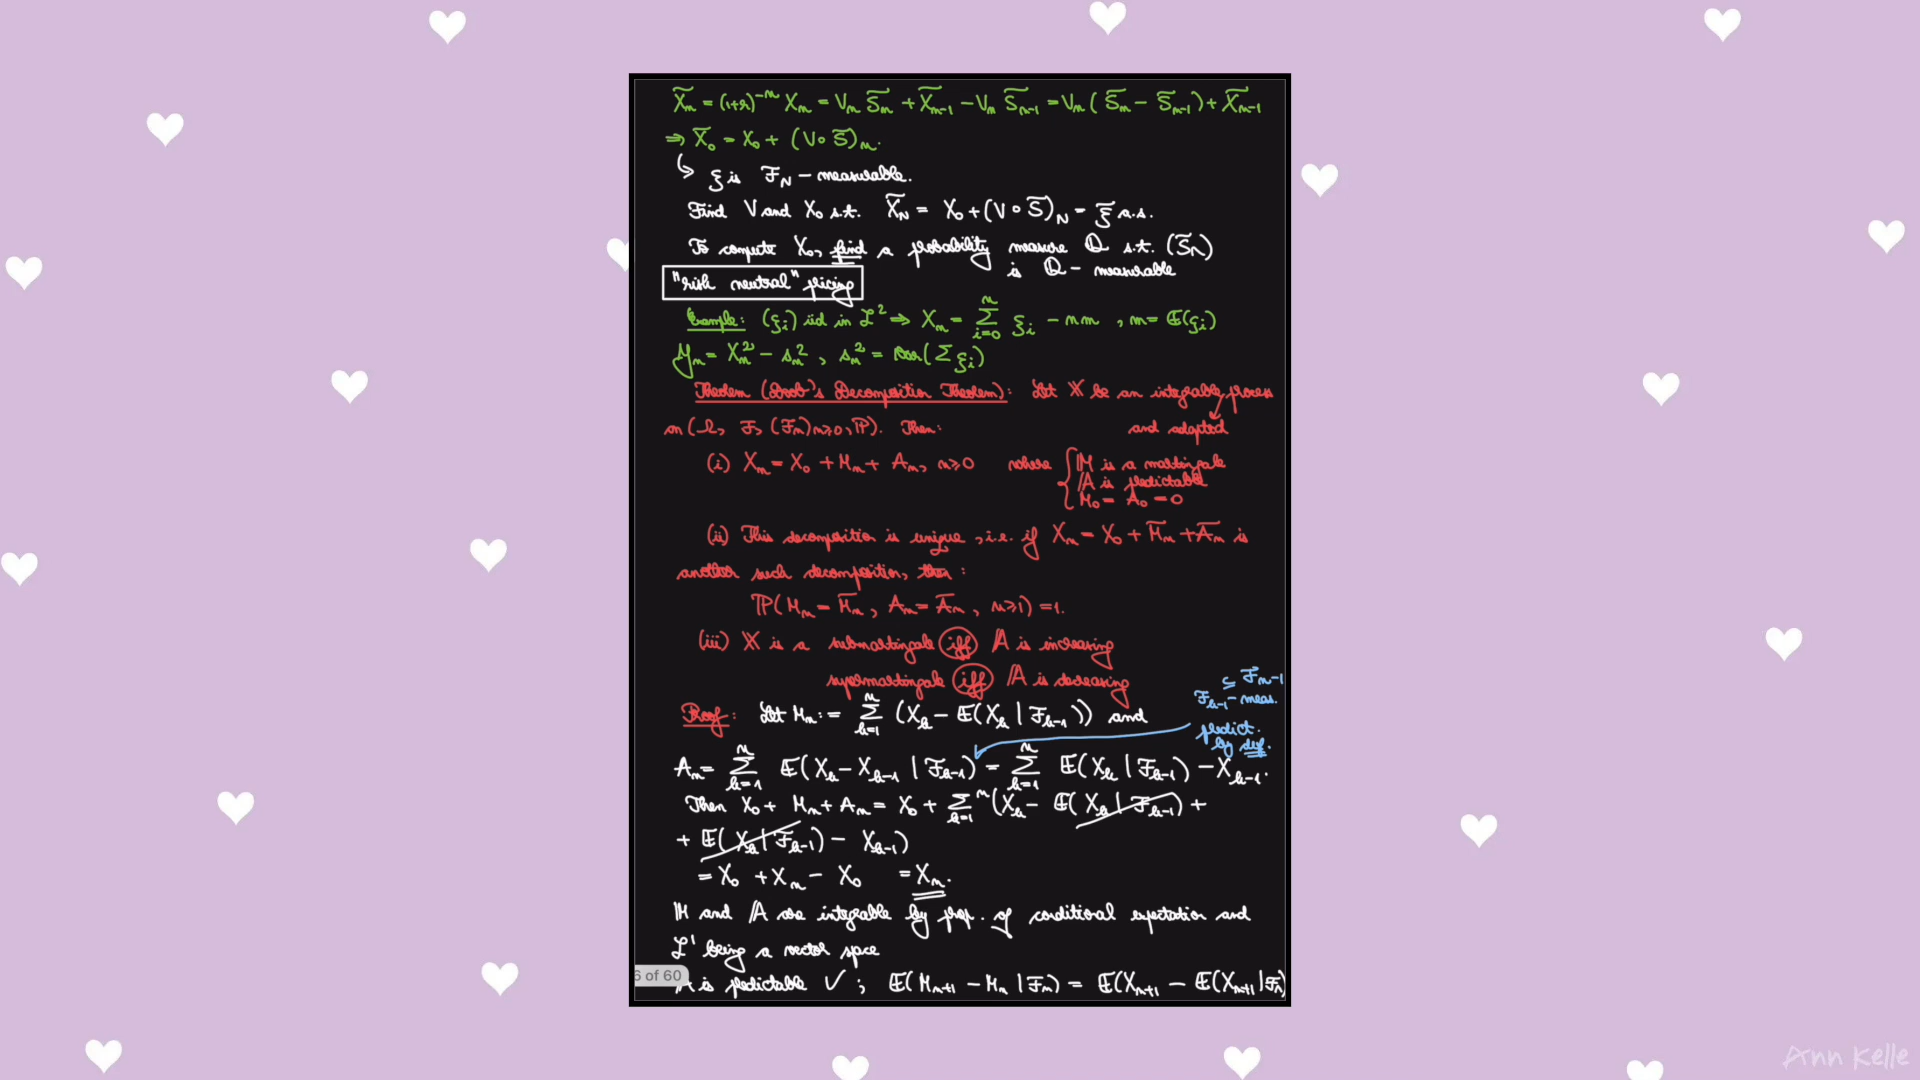 X̃ₙ = (1+r)⁻ⁿ Xₙ = Vₙ S̃ₙ + X̃ₙ₋₁ − Vₙ S̃ₙ₋₁ = Vₙ ( S̃ₙ − S̃ₙ₋₁ ) + X̃ₙ₋₁
⇒ X̃₀ = X₀ + (V∘S̃)ₙ.
↳ ξ is 𝓕_N – measurable.
Find V and X₀ s.t. X̃_N = X₀ + (V∘S̃)_N = ξ̃ a.s.
To compute X₀, find a probability measure ℚ s.t. (S̃ₙ)
is ℚ – measurable
"risk neutral" pricing
Example: (ξᵢ) iid in 𝓛² ⇒ Xₙ = ∑ᵢ₌₀ⁿ ξᵢ − nm , m = 𝔼(ξᵢ)
Yₙ = Xₙ² − sₙ² , sₙ² = Var(∑ξᵢ)
Theorem (Doob's Decomposition Theorem): Let 𝕏 be an integrable process
on (Ω, 𝓕, (𝓕ₙ)n≥0, ℙ). Then: and adapted
(i) Xₙ = X₀ + Mₙ + Aₙ, n≥0 where { 𝕄 is a martingale
𝔸 is predictable
M₀ = A₀ = 0
(ii) This decomposition is unique, i.e. if Xₙ = X₀ + M̃ₙ + Ãₙ is
another such decomposition, then:
ℙ(Mₙ = M̃ₙ, Aₙ = Ãₙ, n≥1) = 1.
(iii) 𝕏 is a submartingale iff 𝔸 is increasing
supermartingale iff 𝔸 is decreasing
⊆ 𝓕ₙ₋₁
𝓕ₖ₋₁ – meas.
Proof: Let Mₙ := ∑ₖ₌₁ⁿ (Xₖ − 𝔼(Xₖ | 𝓕ₖ₋₁)) and
predict.
by def.
Aₙ = ∑ₖ₌₁ⁿ 𝔼(Xₖ − Xₖ₋₁ | 𝓕ₖ₋₁) = ∑ₖ₌₁ⁿ 𝔼(Xₖ | 𝓕ₖ₋₁) − Xₖ₋₁.
Then X₀ + Mₙ + Aₙ = X₀ + ∑ₖ₌₁ⁿ (Xₖ − 𝔼(Xₖ | 𝓕ₖ₋₁) +
+ 𝔼(Xₖ | 𝓕ₖ₋₁) − Xₖ₋₁)
= X₀ + Xₙ − X₀ = Xₙ.
𝕄 and 𝔸 are integrable by prop. of conditional expectation and
𝓛¹ being a vector space
6 of 60
𝔸 is predictable ✓ ; 𝔼(Mₙ₊₁ − Mₙ | 𝓕ₙ) = 𝔼(Xₙ₊₁ − 𝔼(Xₙ₊₁ | 𝓕ₙ)
Ann Kelle